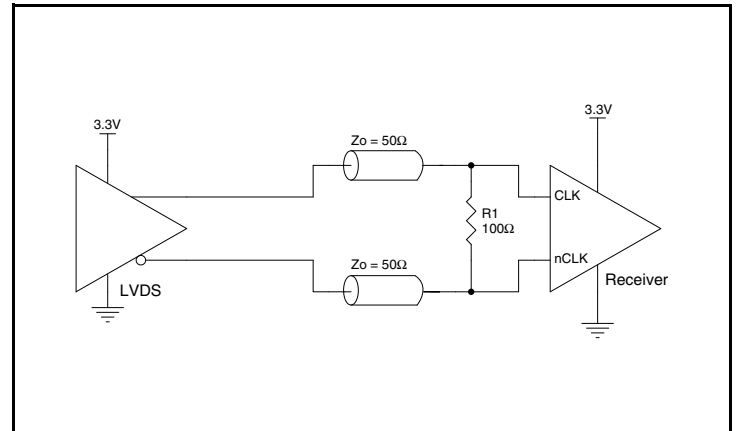 3.3V
LVDS
Zo = 50Ω
Zo = 50Ω
R1
100Ω
3.3V
CLK
nCLK
Receiver